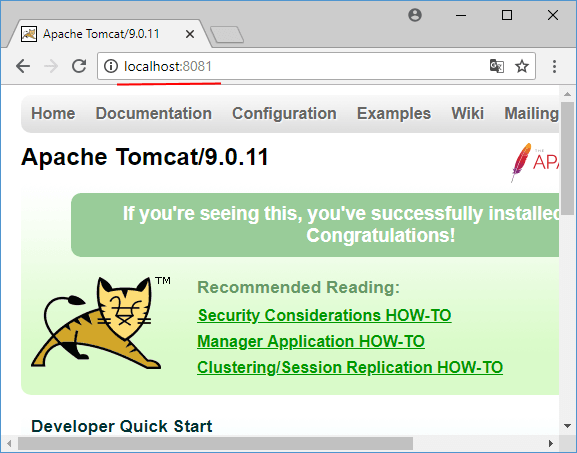 Apache Tomcat/9.0.11
localhost:8081
Home Documentation Configuration Examples Wiki Mailing
Apache Tomcat/9.0.11
THE
APA
If you're seeing this, you've successfully installed
Congratulations!
TM
Recommended Reading:
Security Considerations HOW-TO
Manager Application HOW-TO
Clustering/Session Replication HOW-TO
Developer Quick Start